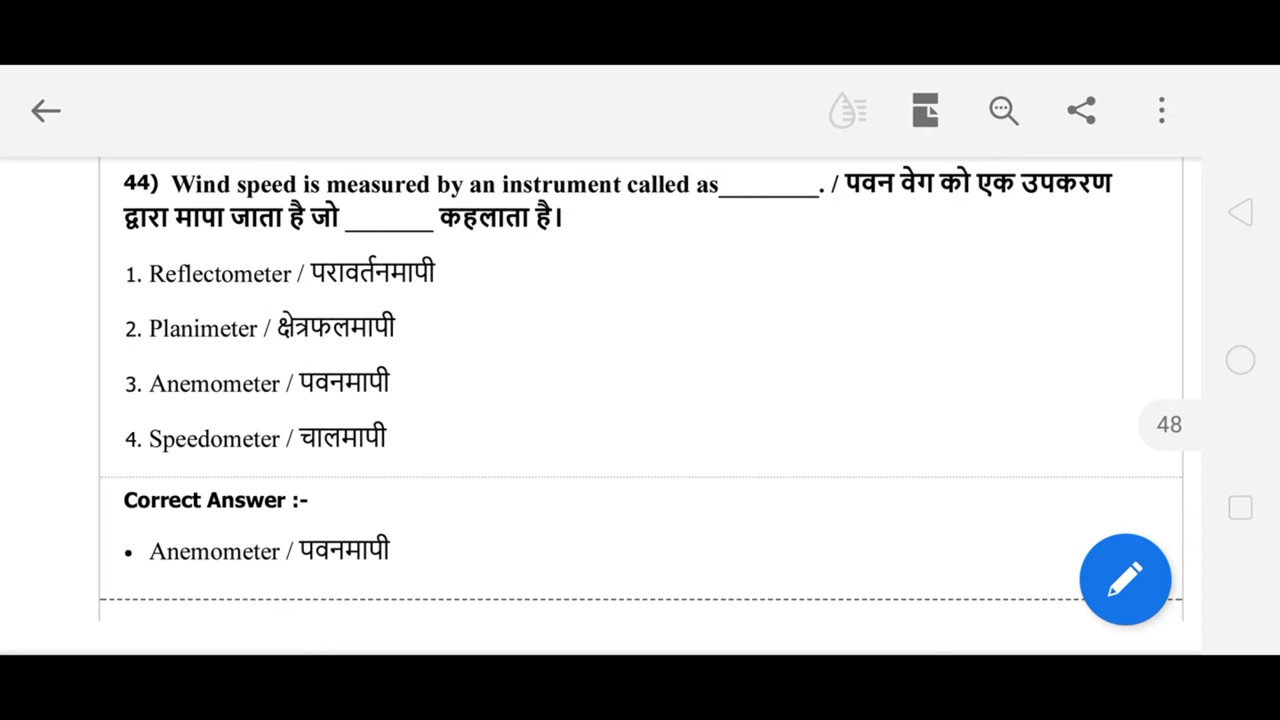 44) Wind speed is measured by an instrument called as________. / पवन वेग को एक उपकरण
द्वारा मापा जाता है जो _______ कहलाता है।
1. Reflectometer / परावर्तनमापी
2. Planimeter / क्षेत्रफलमापी
3. Anemometer / पवनमापी
48
4. Speedometer / चालमापी
Correct Answer :-
• Anemometer / पवनमापी